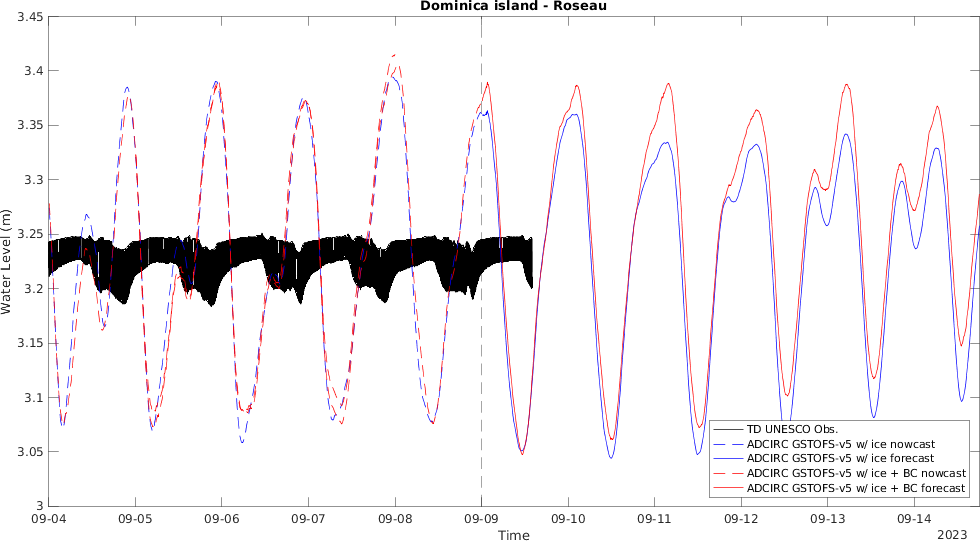 Dominica island - Roseau
3.45
3.4
3.35
3.3
3.25
3.2
3.15
3.1
3.05
3
Water Level (m)
09-04 09-05 09-06 09-07 09-08 09-09 09-10 09-11 09-12 09-13 09-14
Time
2023
TD UNESCO Obs.
ADCIRC GSTOFS-v5 w/ ice nowcast
ADCIRC GSTOFS-v5 w/ ice forecast
ADCIRC GSTOFS-v5 w/ ice + BC nowcast
ADCIRC GSTOFS-v5 w/ ice + BC forecast